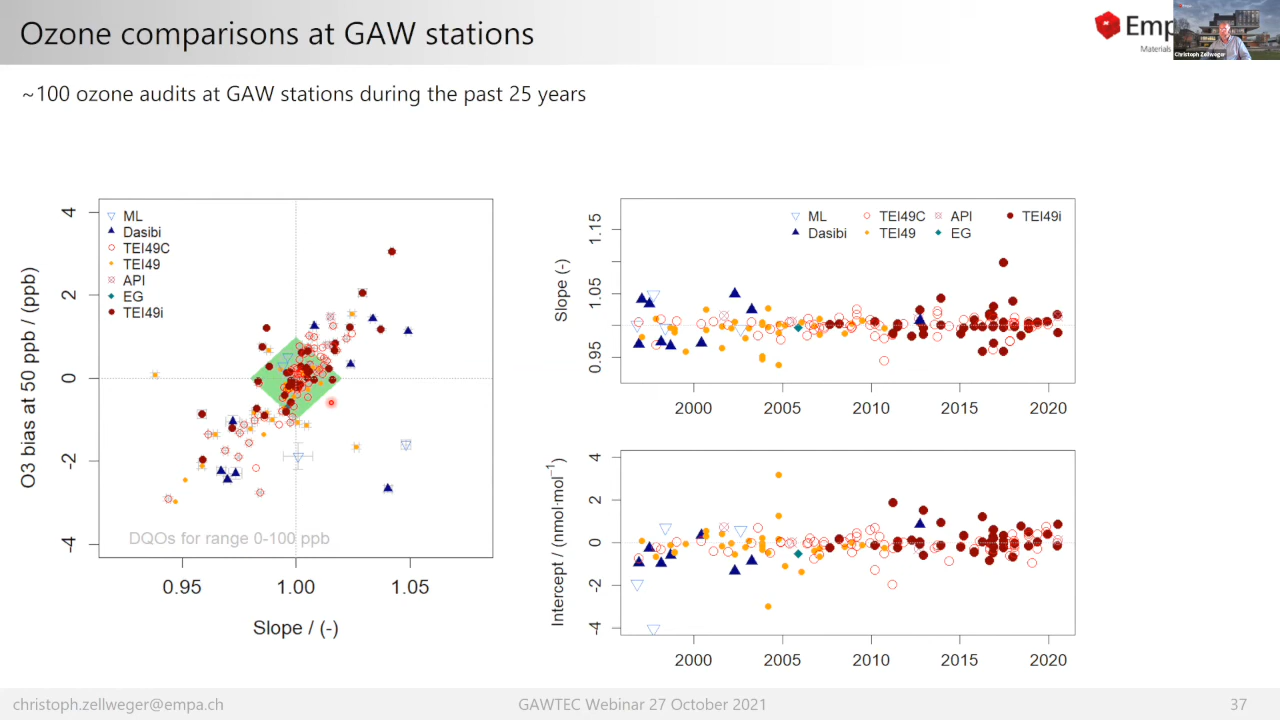 Ozone comparisons at GAW stations
Emp
Materials
Christoph Zellweger
~100 ozone audits at GAW stations during the past 25 years
O3 bias at 50 ppb / (ppb)
4
2
0
-2
-4
ML
Dasibi
TEI49C
TEI49
API
EG
TEI49i
DQOs for range 0-100 ppb
0.95 1.00 1.05
Slope / (-)
Slope (-)
1.15
1.05
0.95
ML TEI49C API TEI49i
Dasibi TEI49 EG
2000 2005 2010 2015 2020
Intercept / (nmol·mol⁻¹)
4
2
0
-2
-4
2000 2005 2010 2015 2020
christoph.zellweger@empa.ch GAWTEC Webinar 27 October 2021 37